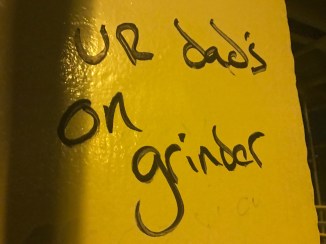 UR dad's
on
grinder